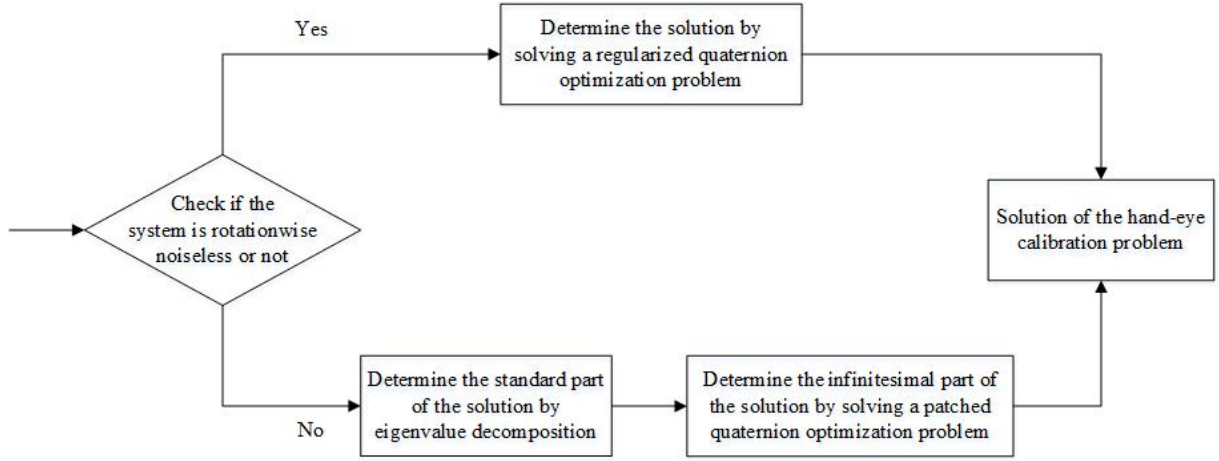 Yes
Determine the solution by
solving a regularized quaternion
optimization problem
Check if the
system is rotationwise
noiseless or not
Solution of the hand-eye
calibration problem
No
Determine the standard part
of the solution by
eigenvalue decomposition
Determine the infinitesimal part of
the solution by solving a patched
quaternion optimization problem